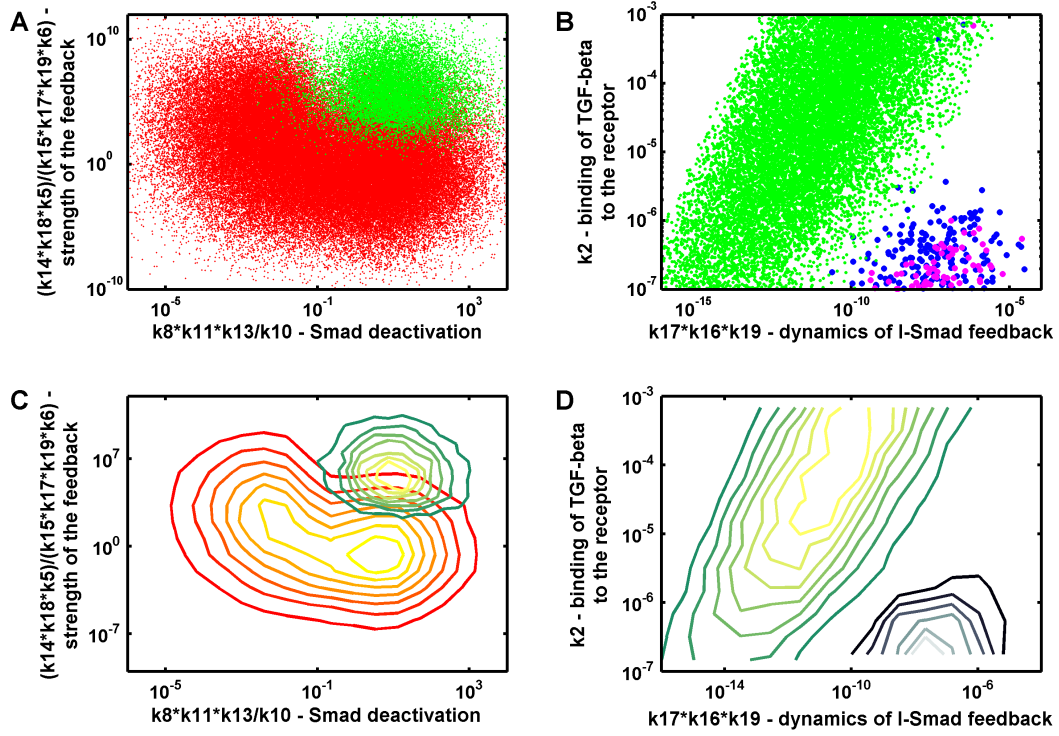 A
(k14*k18*k5)/(k15*k17*k19*k6) -
strength of the feedback
10^10
10^0
10^-10
10^-5
10^-1
10^3
k8*k11*k13/k10 - Smad deactivation
B
k2 - binding of TGF-beta
to the receptor
10^-3
10^-4
10^-5
10^-6
10^-7
10^-15
10^-10
10^-5
k17*k16*k19 - dynamics of I-Smad feedback
C
(k14*k18*k5)/(k15*k17*k19*k6) -
strength of the feedback
10^7
10^0
10^-7
10^-5
10^-1
10^3
k8*k11*k13/k10 - Smad deactivation
D
k2 - binding of TGF-beta
to the receptor
10^-3
10^-4
10^-5
10^-6
10^-7
10^-14
10^-10
10^-6
k17*k16*k19 - dynamics of I-Smad feedback